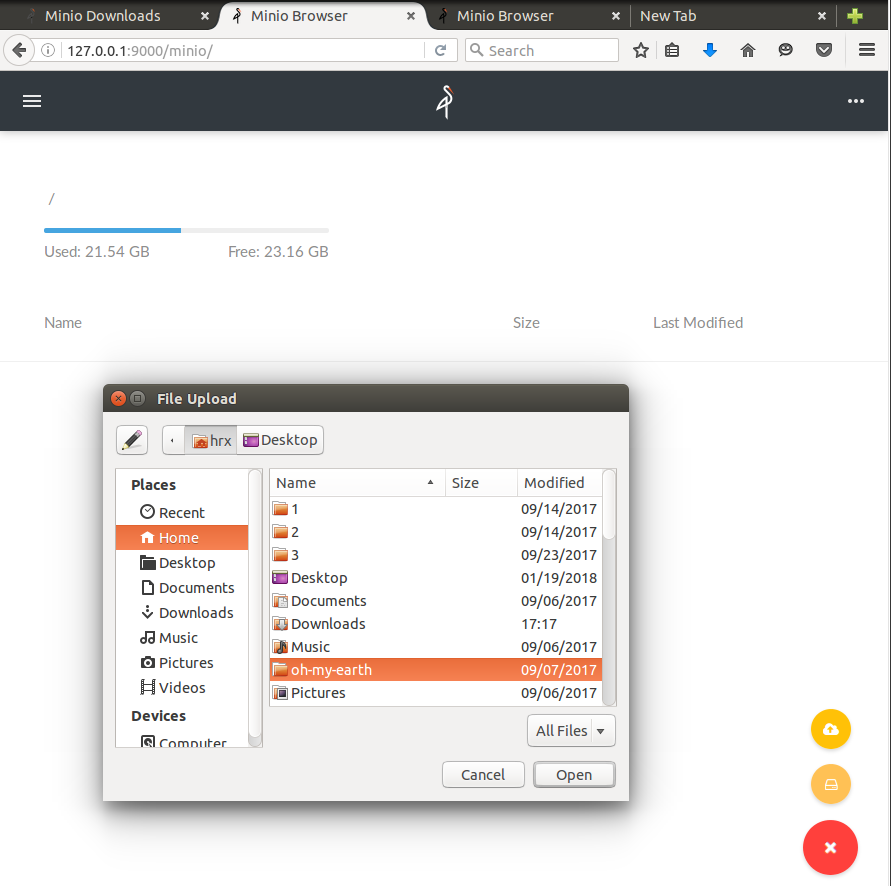 Minio Downloads Minio Browser Minio Browser New Tab
127.0.0.1:9000/minio/ Search
/
Used: 21.54 GB Free: 23.16 GB
Name Size Last Modified
File Upload
hrx Desktop
Places
Recent
Home
Desktop
Documents
Downloads
Music
Pictures
Videos
Devices
Computer
Name Size Modified
1 09/14/2017
2 09/14/2017
3 09/23/2017
Desktop 01/19/2018
Documents 09/06/2017
Downloads 17:17
Music 09/06/2017
oh-my-earth 09/07/2017
Pictures 09/06/2017
All Files
Cancel Open